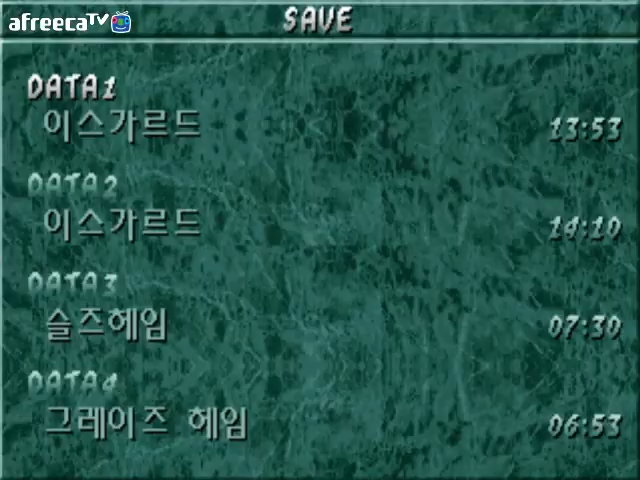 afreecaTV
SAVE
DATA1
이스가르드 13:53
DATA2
이스가르드 14:10
DATA3
슬즈헤임 07:30
DATA4
그레이즈 헤임 06:53